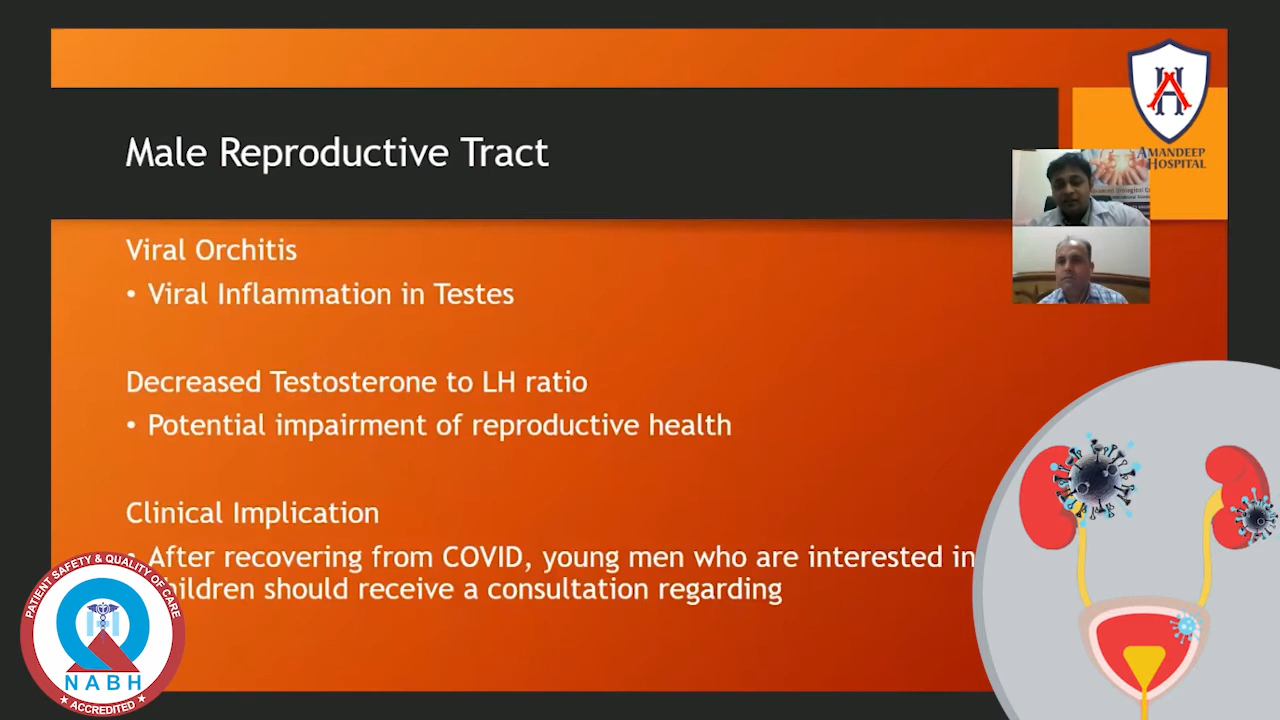 Male Reproductive Tract
AMANDEEP
HOSPITAL
Viral Orchitis
• Viral Inflammation in Testes
Decreased Testosterone to LH ratio
• Potential impairment of reproductive health
Clinical Implication
After recovering from COVID, young men who are interested in
hildren should receive a consultation regarding
PATIENT SAFETY & QUALITY OF CARE
NABH
★ ACCREDITED ★